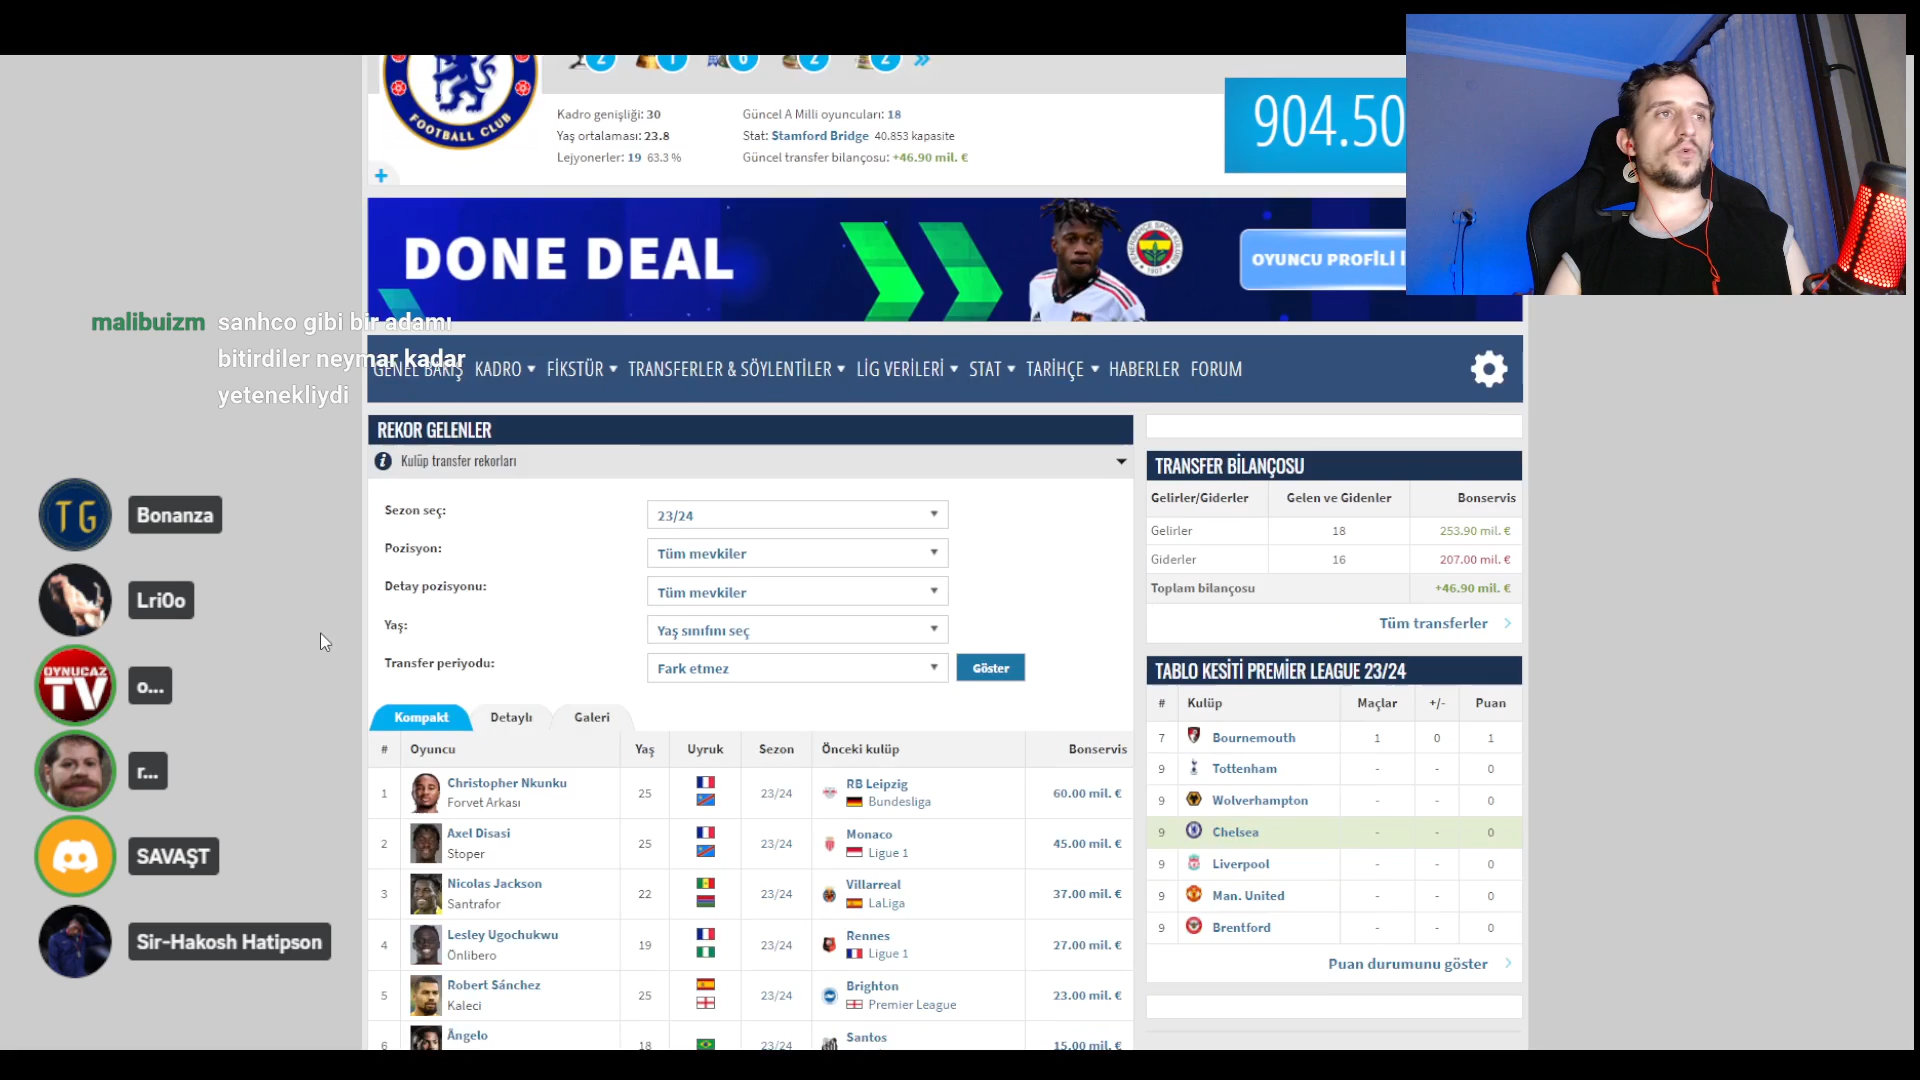 2 1 6 2 2 »
FOOTBALL CLUB
Kadro genişliği: 30
Yaş ortalaması: 23.8
Lejyonerler: 19 63.3 %
Güncel A Milli oyuncuları: 18
Stat: Stamford Bridge 40.853 kapasite
Güncel transfer bilançosu: +46.90 mil. €
904.50
+
DONE DEAL
OYUNCU PROFİLİ
malibuizm sanhco gibi bir adamı
bitirdiler neymar kadar
yetenekliydi
GENEL BAKIŞ KADRO FİKSTÜR TRANSFERLER & SÖYLENTİLER LİG VERİLERİ STAT TARİHÇE HABERLER FORUM
REKOR GELENLER
i Kulüp transfer rekorları
Sezon seç: 23/24
Pozisyon: Tüm mevkiler
Detay pozisyonu: Tüm mevkiler
Yaş: Yaş sınıfını seç
Transfer periyodu: Fark etmez Göster
Kompakt Detaylı Galeri
# Oyuncu Yaş Uyruk Sezon Önceki kulüp Bonservis
1 Christopher Nkunku 25 23/24 RB Leipzig 60.00 mil. €
Forvet Arkası Bundesliga
2 Axel Disasi 25 23/24 Monaco 45.00 mil. €
Stoper Ligue 1
3 Nicolas Jackson 22 23/24 Villarreal 37.00 mil. €
Santrafor LaLiga
4 Lesley Ugochukwu 19 23/24 Rennes 27.00 mil. €
Önlibero Ligue 1
5 Robert Sánchez 25 23/24 Brighton 23.00 mil. €
Kaleci Premier League
6 Ângelo 18 23/24 Santos 15.00 mil. €
TRANSFER BİLANÇOSU
Gelirler/Giderler Gelen ve Gidenler Bonservis
Gelirler 18 253.90 mil. €
Giderler 16 207.00 mil. €
Toplam bilançosu +46.90 mil. €
Tüm transferler
TABLO KESİTİ PREMİER LEAGUE 23/24
# Kulüp Maçlar +/- Puan
7 Bournemouth 1 0 1
9 Tottenham - - 0
9 Wolverhampton - - 0
9 Chelsea - - 0
9 Liverpool - - 0
9 Man. United - - 0
9 Brentford - - 0
Puan durumunu göster
TG Bonanza
Lri0o
OYNUCAZ
TV
o...
r...
SAVAŞT
Sir-Hakosh Hatipson